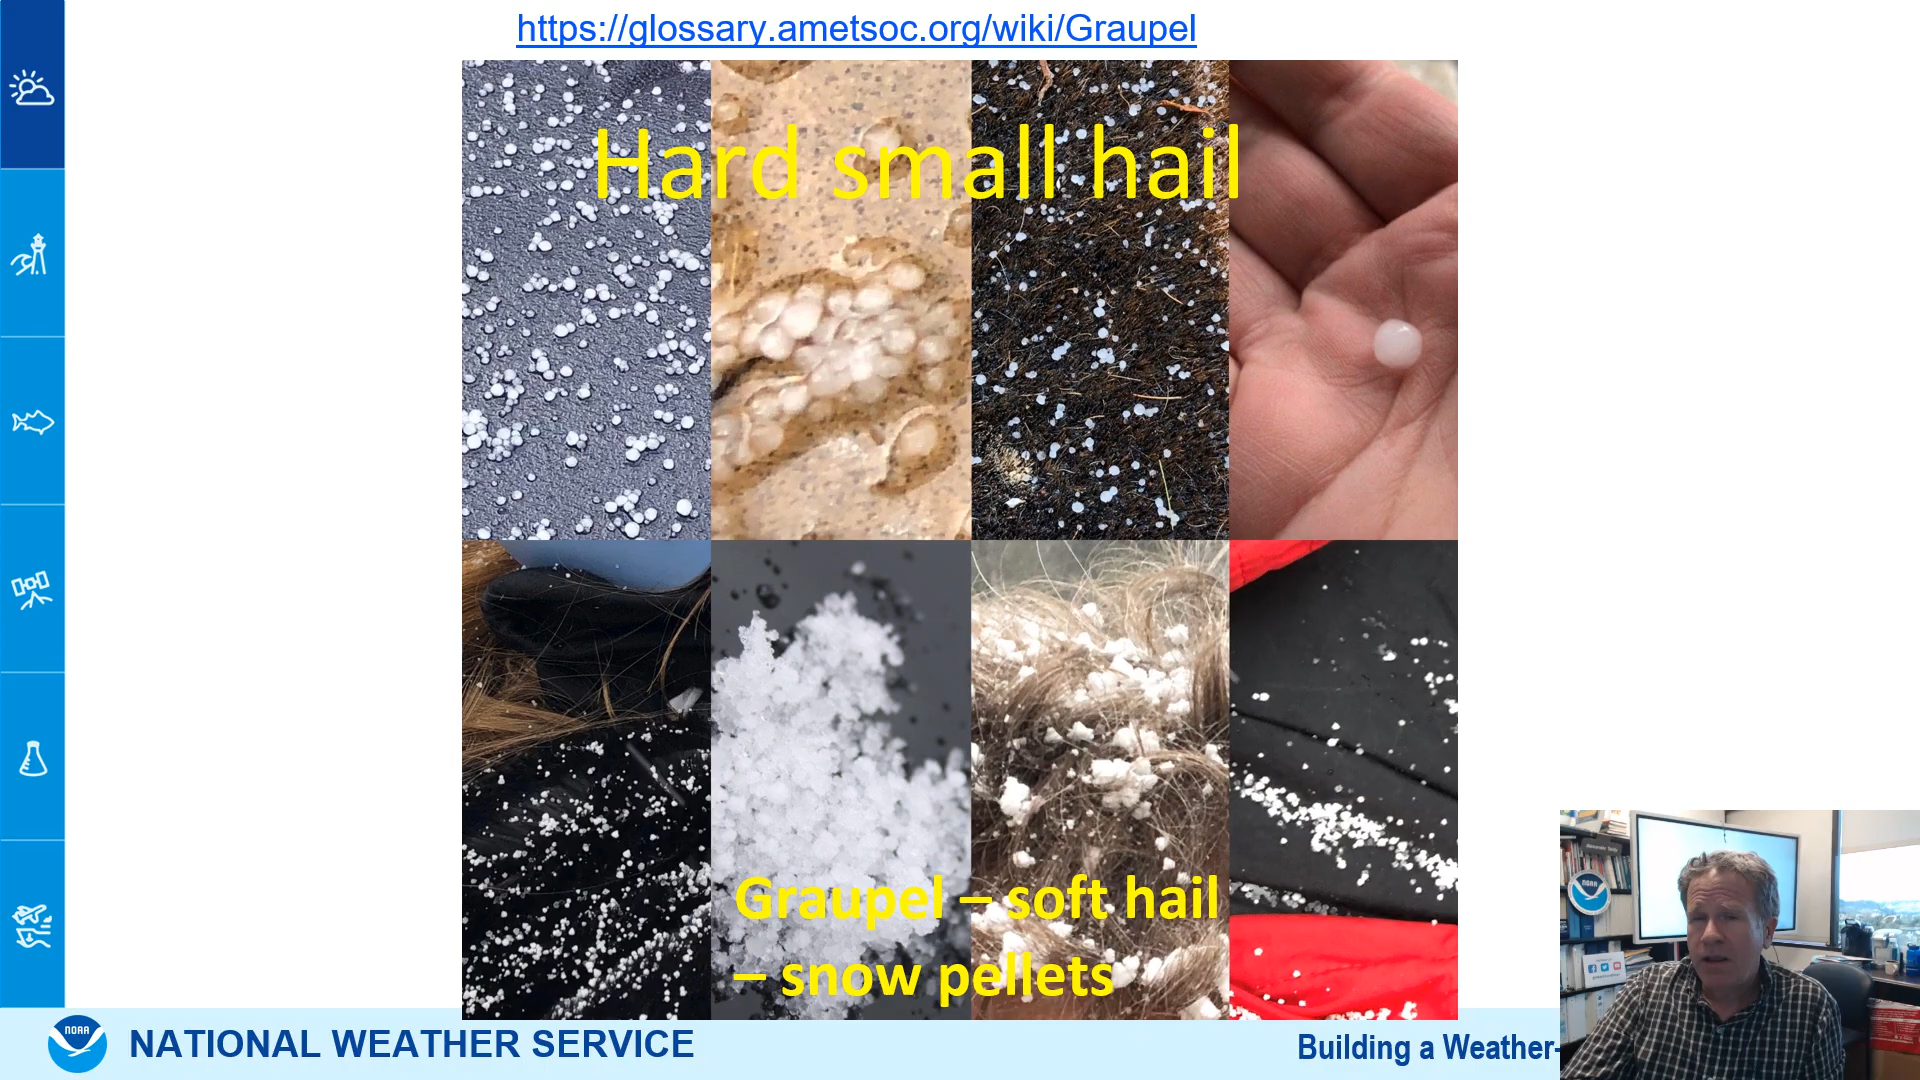 https://glossary.ametsoc.org/wiki/Graupel
Hard small hail
Graupel – soft hail
– snow pellets
NOAA
NATIONAL WEATHER SERVICE
Building a Weather-
NOAA